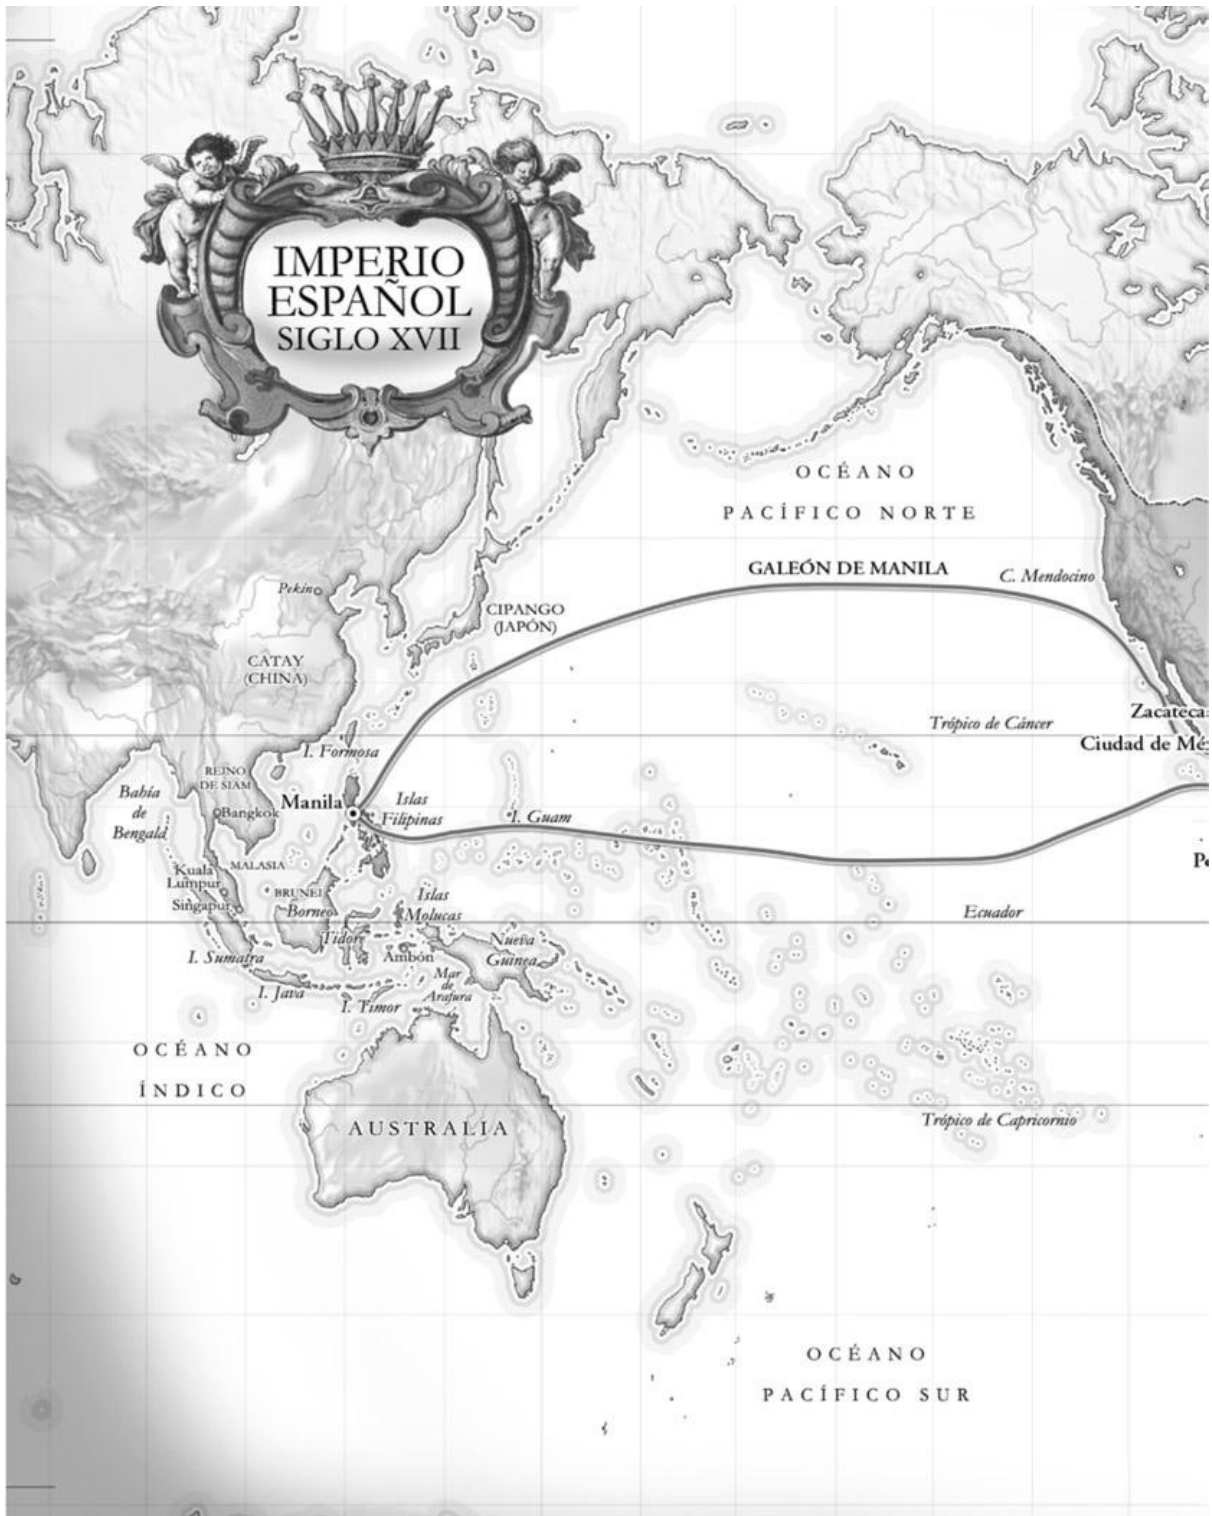 IMPERIO
ESPAÑOL
SIGLO XVII
OCÉANO
PACÍFICO NORTE
GALEÓN DE MANILA
C. Mendocino
Pekín
CIPANGO
(JAPÓN)
CATAY
(CHINA)
Zacatecas
Trópico de Cáncer
Ciudad de Mé
I. Formosa
REINO
DE SIAM
Bahía
de
Bengala
Manila
Islas
Filipinas
Bangkok
I. Guam
MALASIA
Kuala
Lumpur
BRUNEI
Islas
Molucas
Singapur
Borneo
Ecuador
Tidore
Nueva
Guinea
I. Sumatra
Ambón
Mar
de
Arafura
I. Java
I. Timor
OCÉANO
ÍNDICO
AUSTRALIA
Trópico de Capricornio
OCÉANO
PACÍFICO SUR